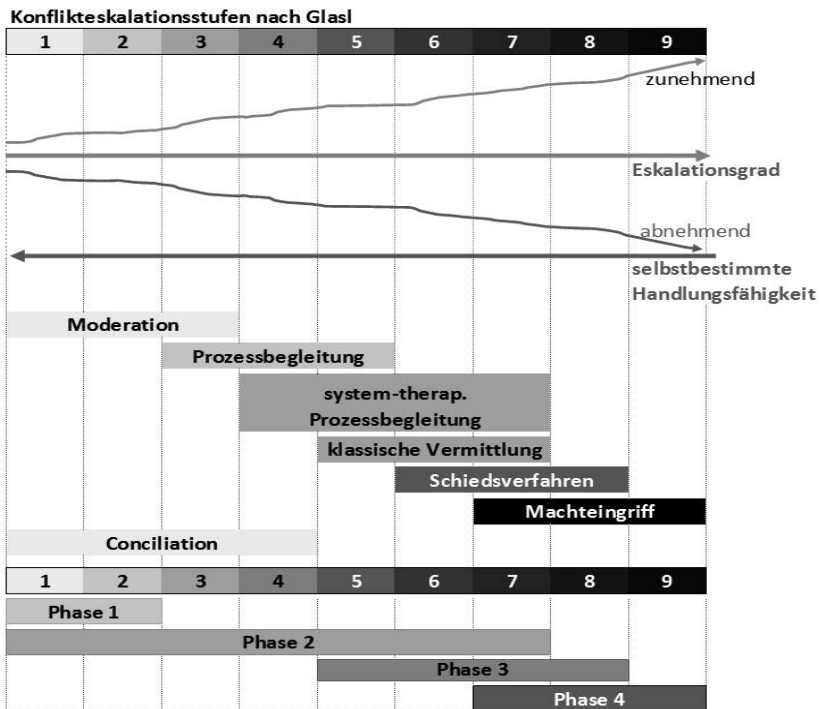 Konflikteskalationsstufen nach Glasl
1 2 3 4 5 6 7 8 9
zunehmend
Eskalationsgrad
abnehmend
selbstbestimmte
Handlungsfähigkeit
Moderation
Prozessbegleitung
system-therap.
Prozessbegleitung
klassische Vermittlung
Schiedsverfahren
Machteingriff
Conciliation
1 2 3 4 5 6 7 8 9
Phase 1
Phase 2
Phase 3
Phase 4